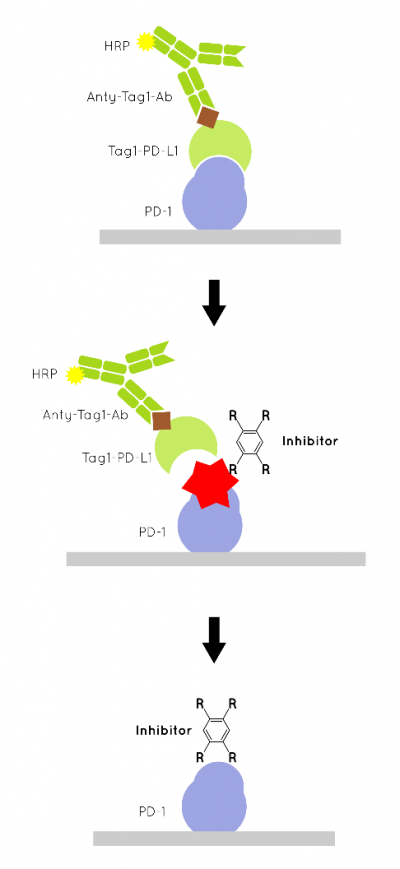 HRP
Anty-Tag1-Ab
Tag1-PD-L1
PD-1
HRP
Anty-Tag1-Ab
Tag1-PD-L1
R R
Inhibitor
R R
PD-1
R R
Inhibitor
R R
PD-1